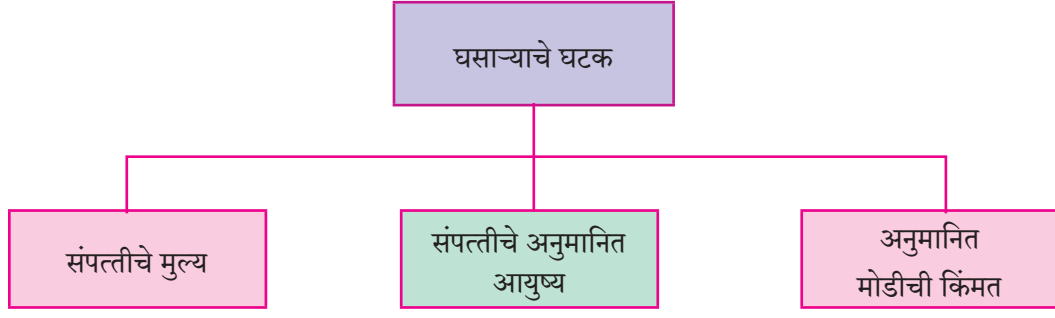 घसाऱ्याचे घटक
संपत्तीचे मुल्य
संपत्तीचे अनुमानित
आयुष्य
अनुमानित
मोडीची किंमत